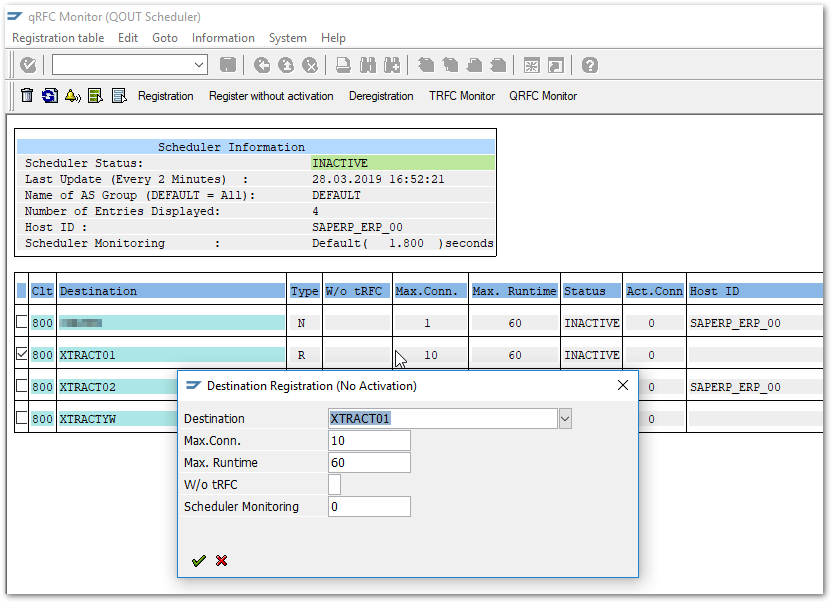 qRFC Monitor (QOUT Scheduler)
Registration table Edit Goto Information System Help
Registration Register without activation Deregistration TRFC Monitor QRFC Monitor
Scheduler Information
Scheduler Status: INACTIVE
Last Update (Every 2 Minutes) : 28.03.2019 16:52:21
Name of AS Group (DEFAULT = All): DEFAULT
Number of Entries Displayed: 4
Host ID : SAPERP_ERP_00
Scheduler Monitoring : Default( 1.800 )seconds
Clt Destination Type W/o tRFC Max.Conn. Max. Runtime Status Act.Conn Host ID
800 N 1 60 INACTIVE 0 SAPERP_ERP_00
800 XTRACT01 R 10 60 INACTIVE 0
800 XTRACT02 0 SAPERP_ERP_00
800 XTRACTYW 0
Destination Registration (No Activation)
Destination XTRACT01
Max.Conn. 10
Max. Runtime 60
W/o tRFC
Scheduler Monitoring 0